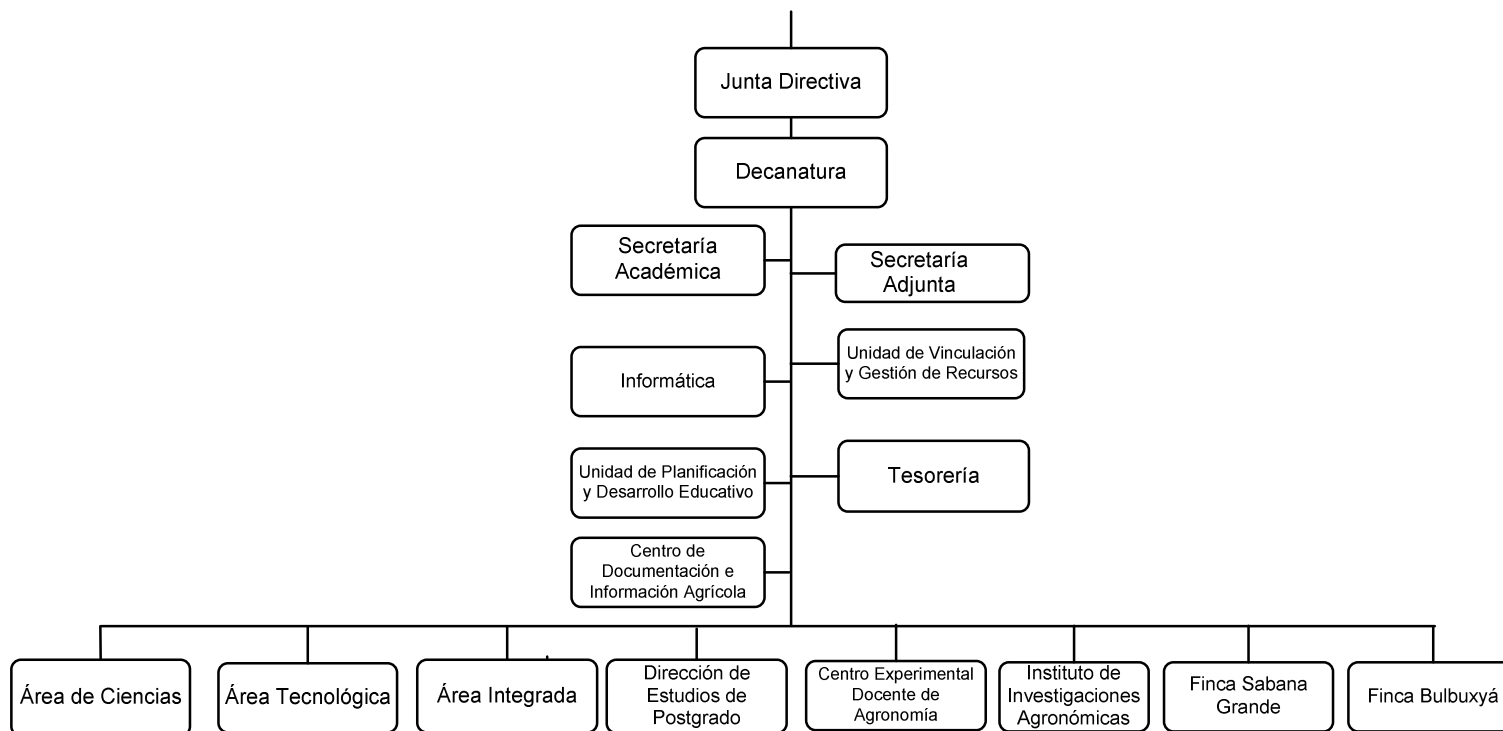 Junta Directiva
Decanatura
Secretaría
Académica
Secretaría
Adjunta
Unidad de Vinculación
y Gestión de Recursos
Informática
Unidad de Planificación
y Desarrollo Educativo
Tesorería
Centro de
Documentación e
Información Agrícola
Área de Ciencias
Área Tecnológica
Área Integrada
Dirección de
Estudios de
Postgrado
Centro Experimental
Docente de
Agronomía
Instituto de
Investigaciones
Agronómicas
Finca Sabana
Grande
Finca Bulbuxyá